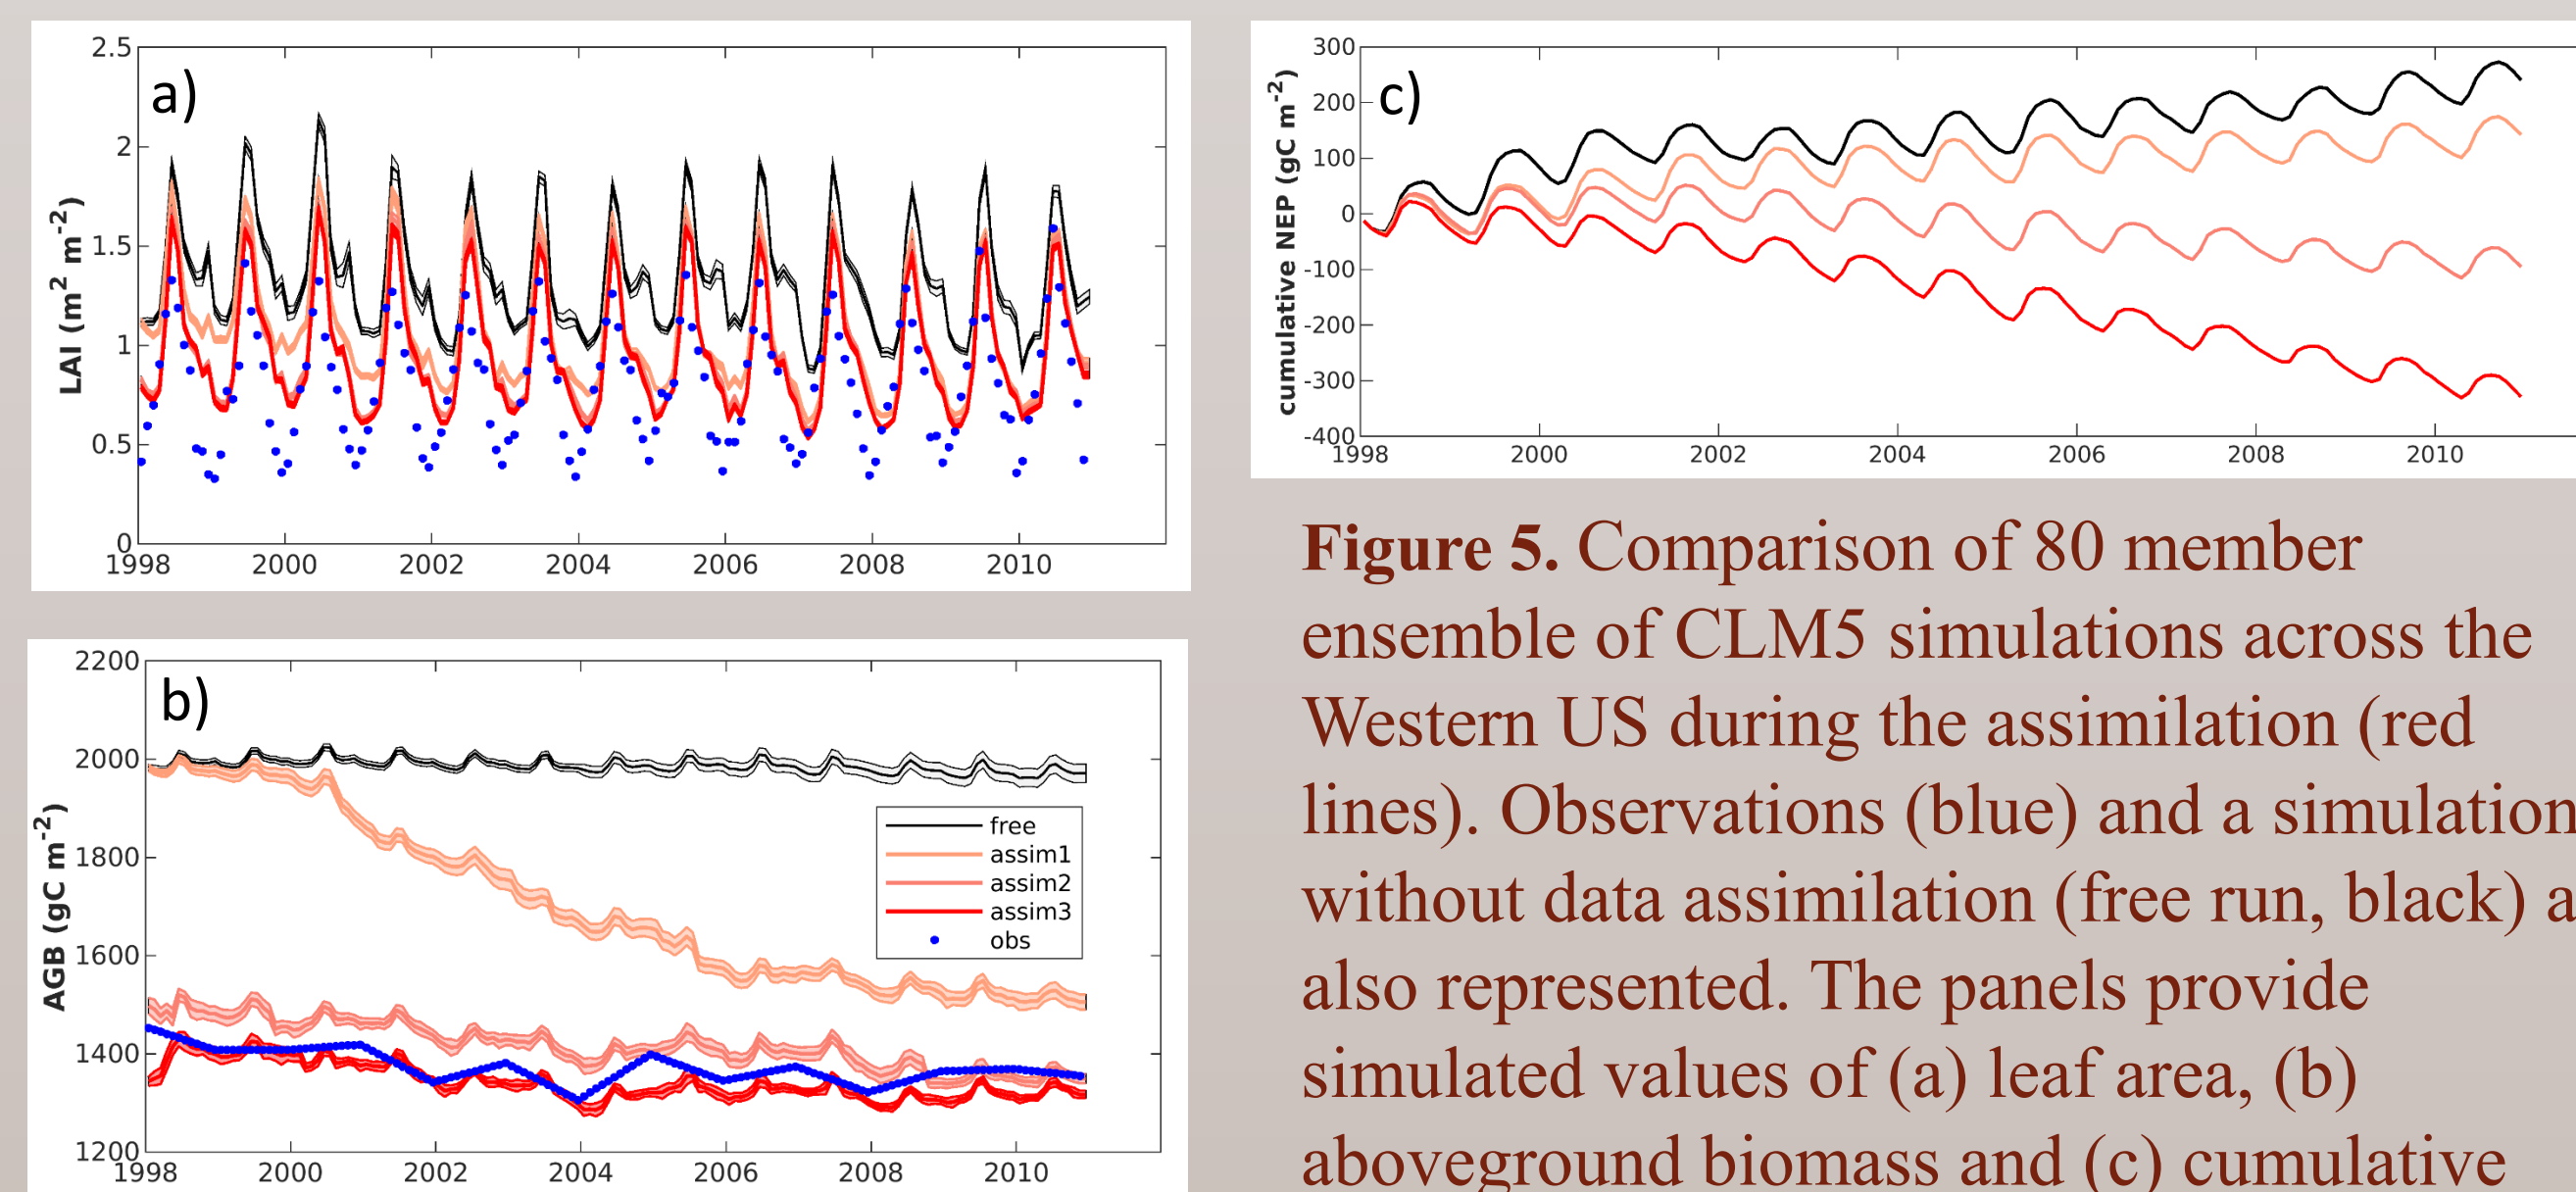 a)
2.5
2
1.5
1
0.5
0
LAI (m² m⁻²)
1998 2000 2002 2004 2006 2008 2010
b)
2200
2000
1800
1600
1400
1200
AGB (gC m⁻²)
free
assim1
assim2
assim3
obs
1998 2000 2002 2004 2006 2008 2010
c)
300
200
100
0
-100
-200
-300
-400
cumulative NEP (gC m⁻²)
1998 2000 2002 2004 2006 2008 2010
Figure 5. Comparison of 80 member
ensemble of CLM5 simulations across the
Western US during the assimilation (red
lines). Observations (blue) and a simulation
without data assimilation (free run, black) a
also represented. The panels provide
simulated values of (a) leaf area, (b)
aboveground biomass and (c) cumulative